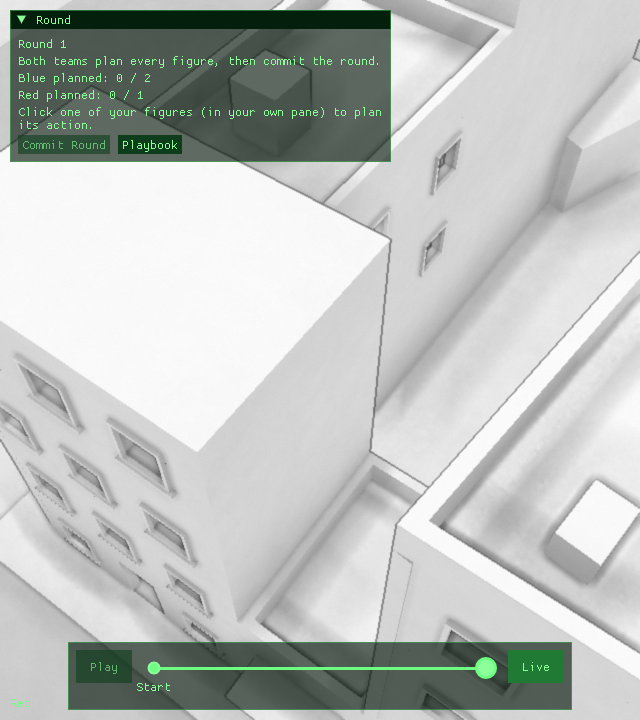 Round
Round 1
Both teams plan every figure, then commit the round.
Blue planned: 0 / 2
Red planned: 0 / 1
Click one of your figures (in your own pane) to plan
its action.
Commit Round Playbook
Play Live
Start